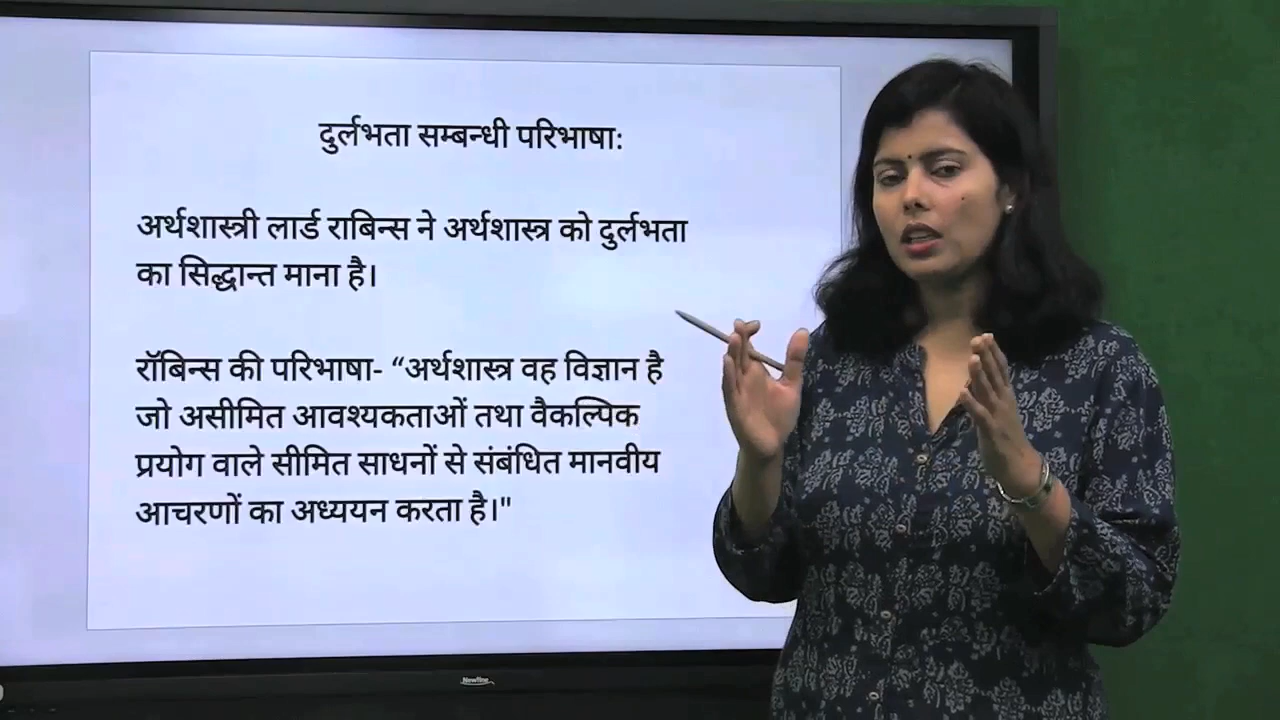 दुर्लभता सम्बन्धी परिभाषा:
अर्थशास्त्री लार्ड राबिन्स ने अर्थशास्त्र को दुर्लभता
का सिद्धान्त माना है।
रॉबिन्स की परिभाषा- “अर्थशास्त्र वह विज्ञान है
जो असीमित आवश्यकताओं तथा वैकल्पिक
प्रयोग वाले सीमित साधनों से संबंधित मानवीय
आचरणों का अध्ययन करता है।"
Newline